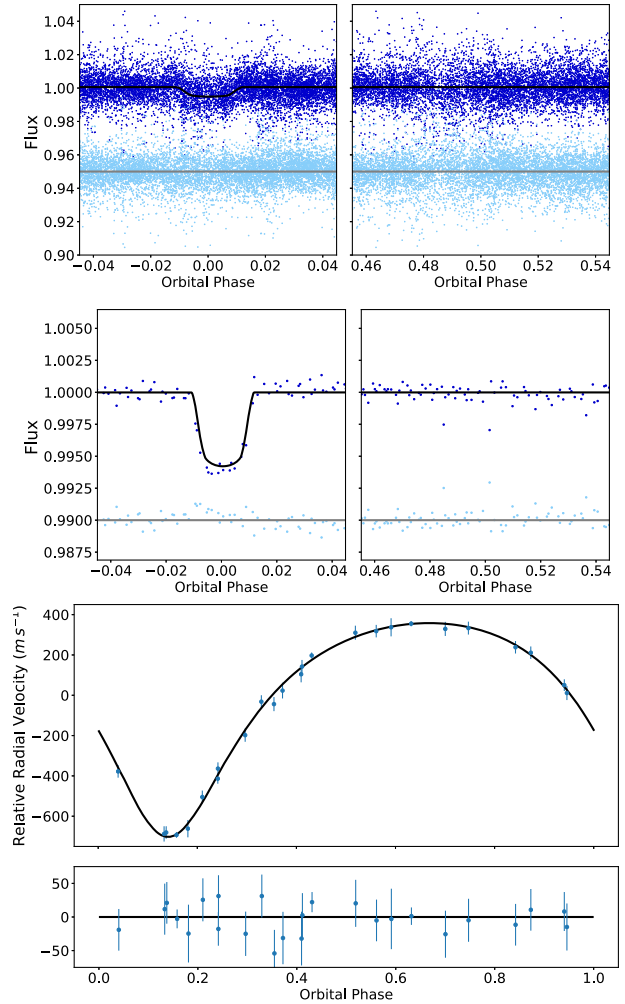 1.04
1.02
1.00
0.98
0.96
0.94
0.92
0.90
Flux
−0.04 −0.02 0.00 0.02 0.04
0.46 0.48 0.50 0.52 0.54
Orbital Phase Orbital Phase
1.0050
1.0025
1.0000
0.9975
0.9950
0.9925
0.9900
0.9875
Flux
−0.04 −0.02 0.00 0.02 0.04
0.46 0.48 0.50 0.52 0.54
Orbital Phase Orbital Phase
400
200
0
−200
−400
−600
Relative Radial Velocity (m s⁻¹)
50
0
−50
0.0 0.2 0.4 0.6 0.8 1.0
Orbital Phase